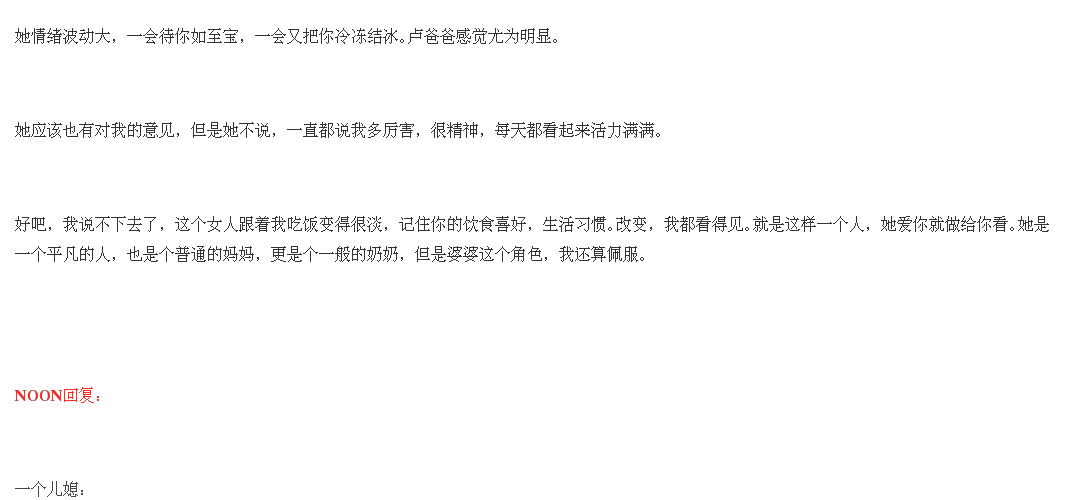 她情绪波动大，一会待你如至宝，一会又把你冷冻结冰。卢爸爸感觉尤为明显。
她应该也有对我的意见，但是她不说，一直都说我多厉害，很精神，每天都看起来活力满满。
好吧，我说不下去了，这个女人跟着我吃饭变得很淡，记住你的饮食喜好，生活习惯。改变，我都看得见。就是这样一个人，她爱你就做给你看。她是
一个平凡的人，也是个普通的妈妈，更是个一般的奶奶，但是婆婆这个角色，我还算佩服。
NOON回复：
一个儿媳：